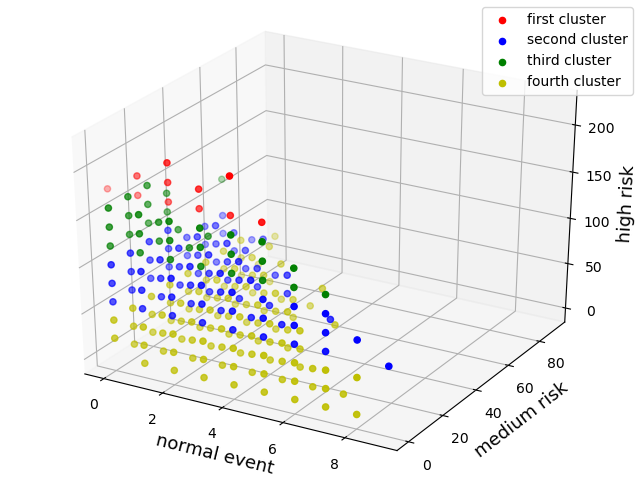 first cluster
second cluster
third cluster
fourth cluster
200
150
100
50
0
high risk
80
60
40
20
0
medium risk
0
2
4
6
8
normal event